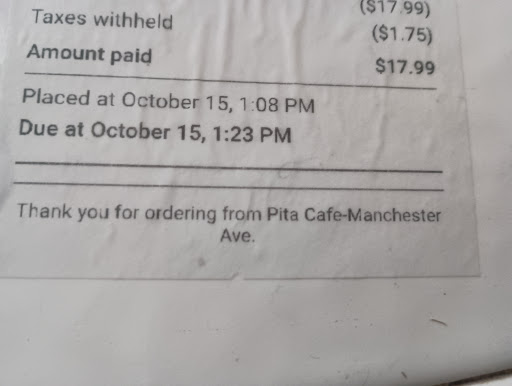 ($17.99)
Taxes withheld ($1.75)
Amount paid $17.99
Placed at October 15, 1:08 PM
Due at October 15, 1:23 PM
Thank you for ordering from Pita Cafe-Manchester
Ave.